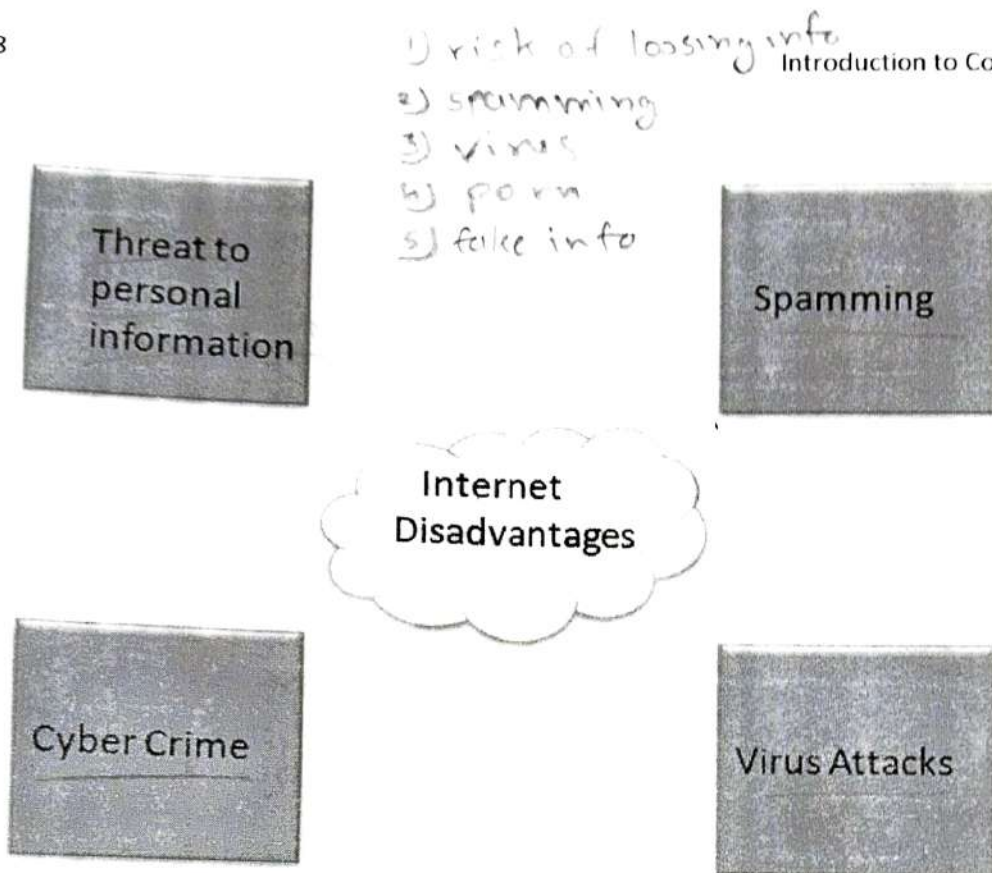 8
1) risk of loosing info
Introduction to Co
2) spamming
3) virus
4) porn
5) fake info
Threat to
personal
information
Spamming
Internet
Disadvantages
Cyber Crime
Virus Attacks